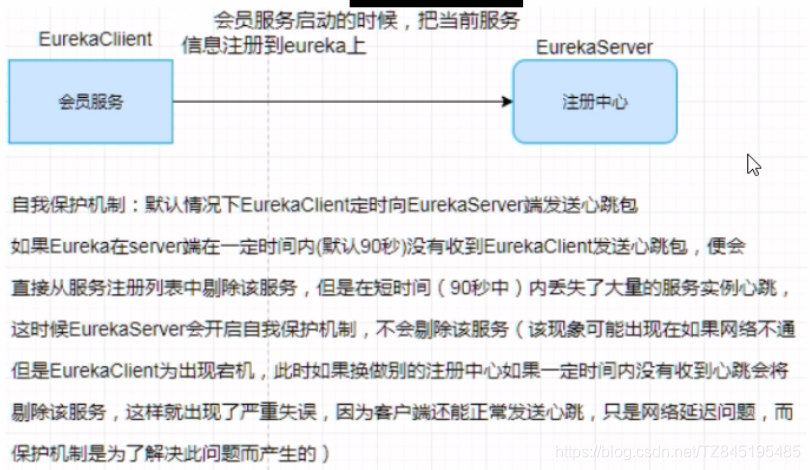 会员服务启动的时候，把当前服务
EurekaCliient
信息注册到eureka上
EurekaServer
会员服务
注册中心
自我保护机制：默认情况下EurekaClient定时向EurekaServer端发送心跳包
如果Eureka在server端在一定时间内(默认90秒)没有收到EurekaClient发送心跳包，便会
直接从服务注册列表中剔除该服务，但是在短时间（90秒中）内丢失了大量的服务实例心跳，
这时候EurekaServer会开启自我保护机制，不会剔除该服务（该现象可能出现在如果网络不通
但是EurekaClient为出现宕机，此时如果换做别的注册中心如果一定时间内没有收到心跳会将
剔除该服务，这样就出现了严重失误，因为客户端还能正常发送心跳，只是网络延迟问题，而
保护机制是为了解决此问题而产生的）
https://blog.csdn.net/TZ845195485